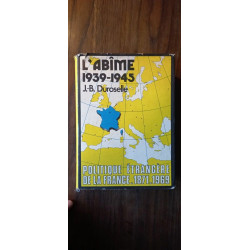 L'ABÎME
1939-1945
J.-B. Duroselle
POLITIQUE ÉTRANGÈRE
DE LA FRANCE 1871-1969